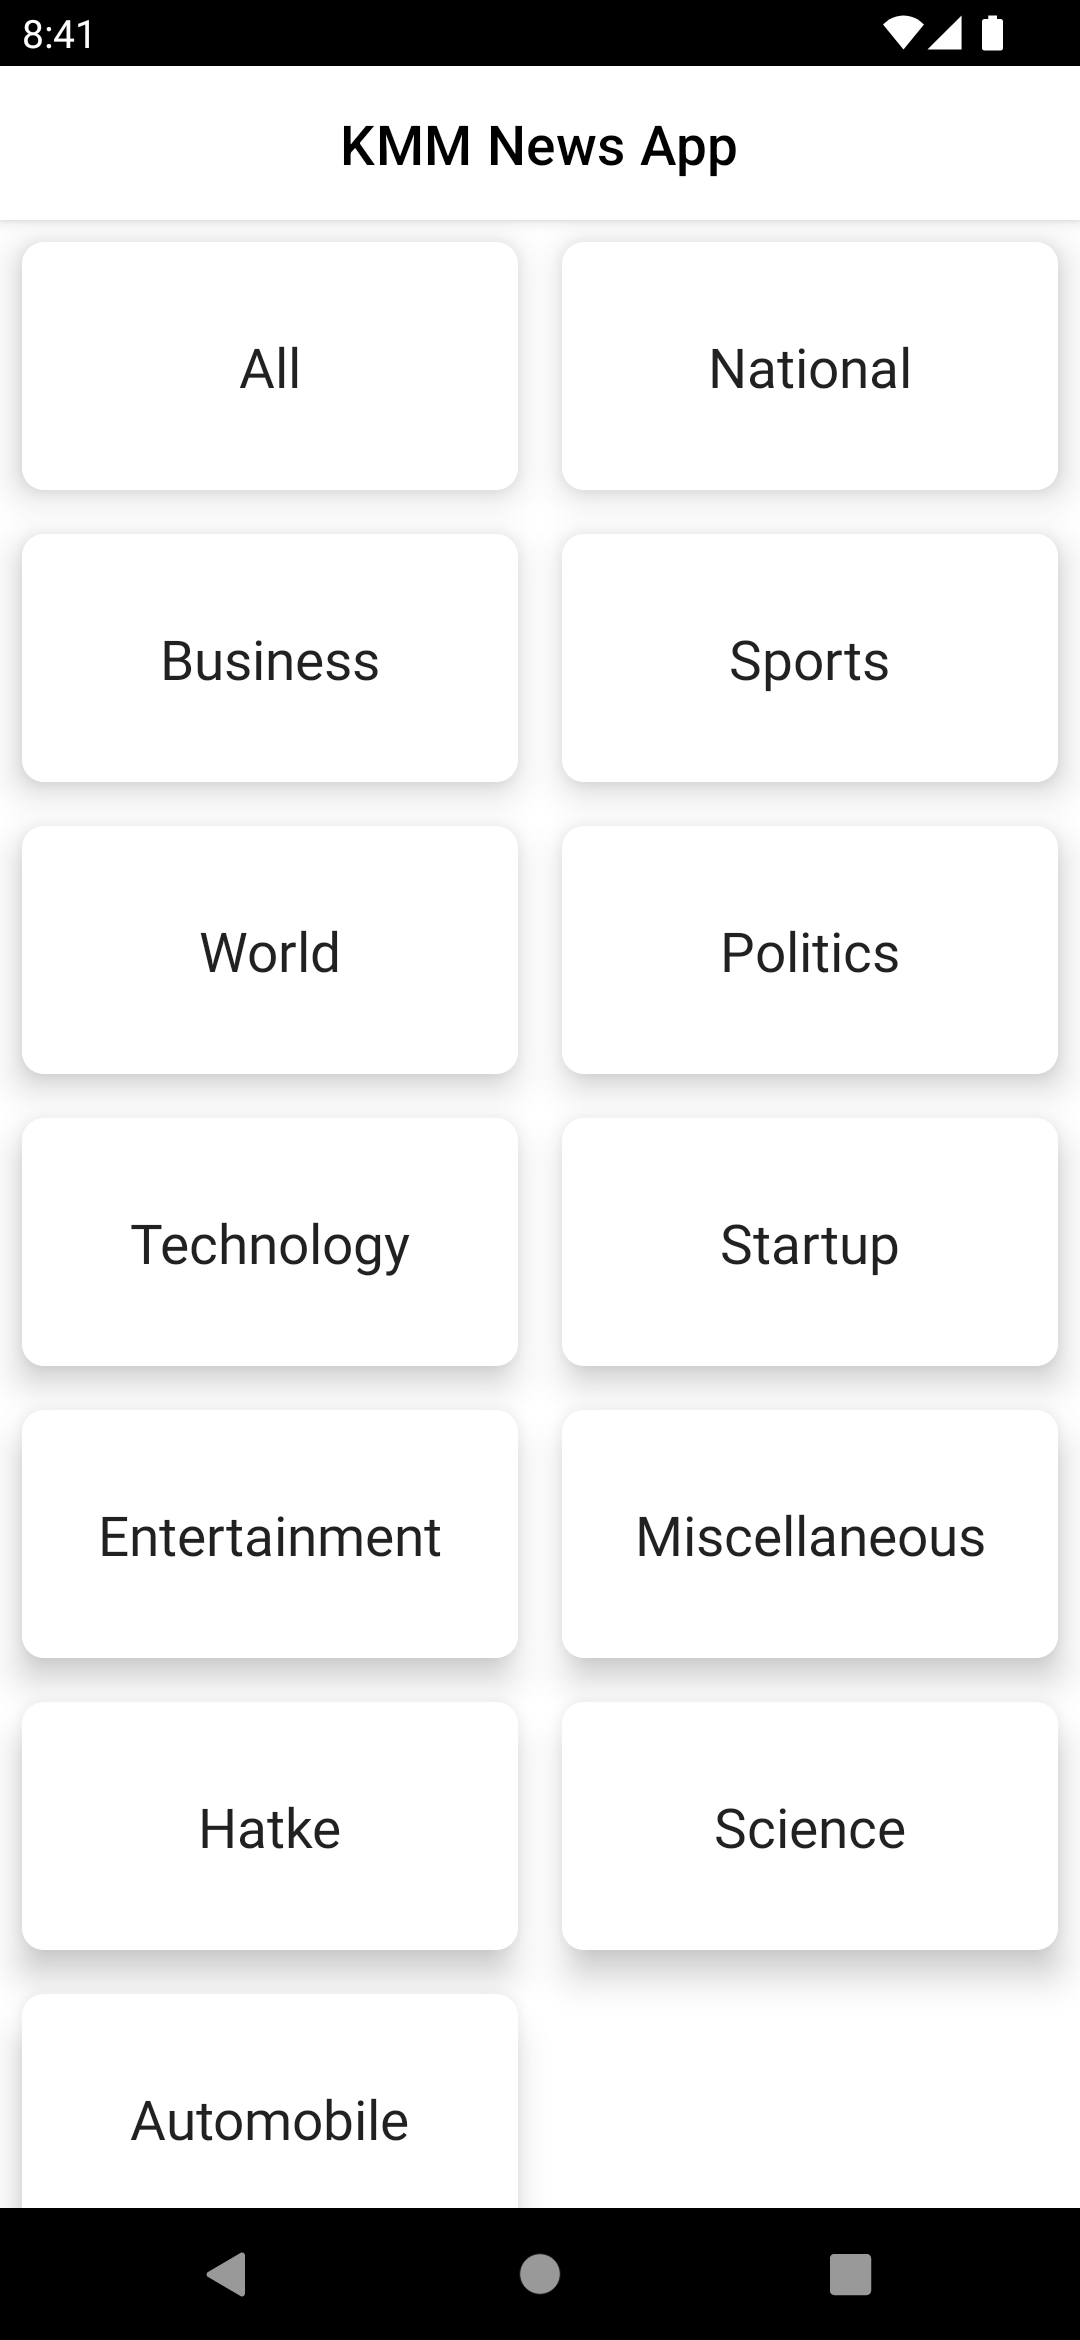 8:41
KMM News App
All
National
Business
Sports
World
Politics
Technology
Startup
Entertainment
Miscellaneous
Hatke
Science
Automobile